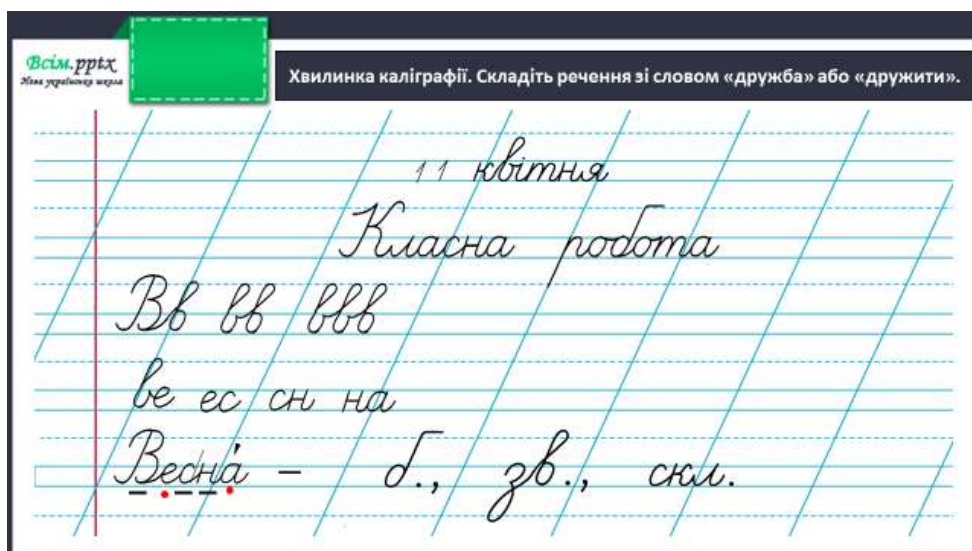 Всім.pptx
Нова українська школа
Хвилинка каліграфії. Складіть речення зі словом «дружба» або «дружити».
11 квітня
Класна робота
Вв вв ввв
ве ес сн на
Весна́ – б., зв., скл.